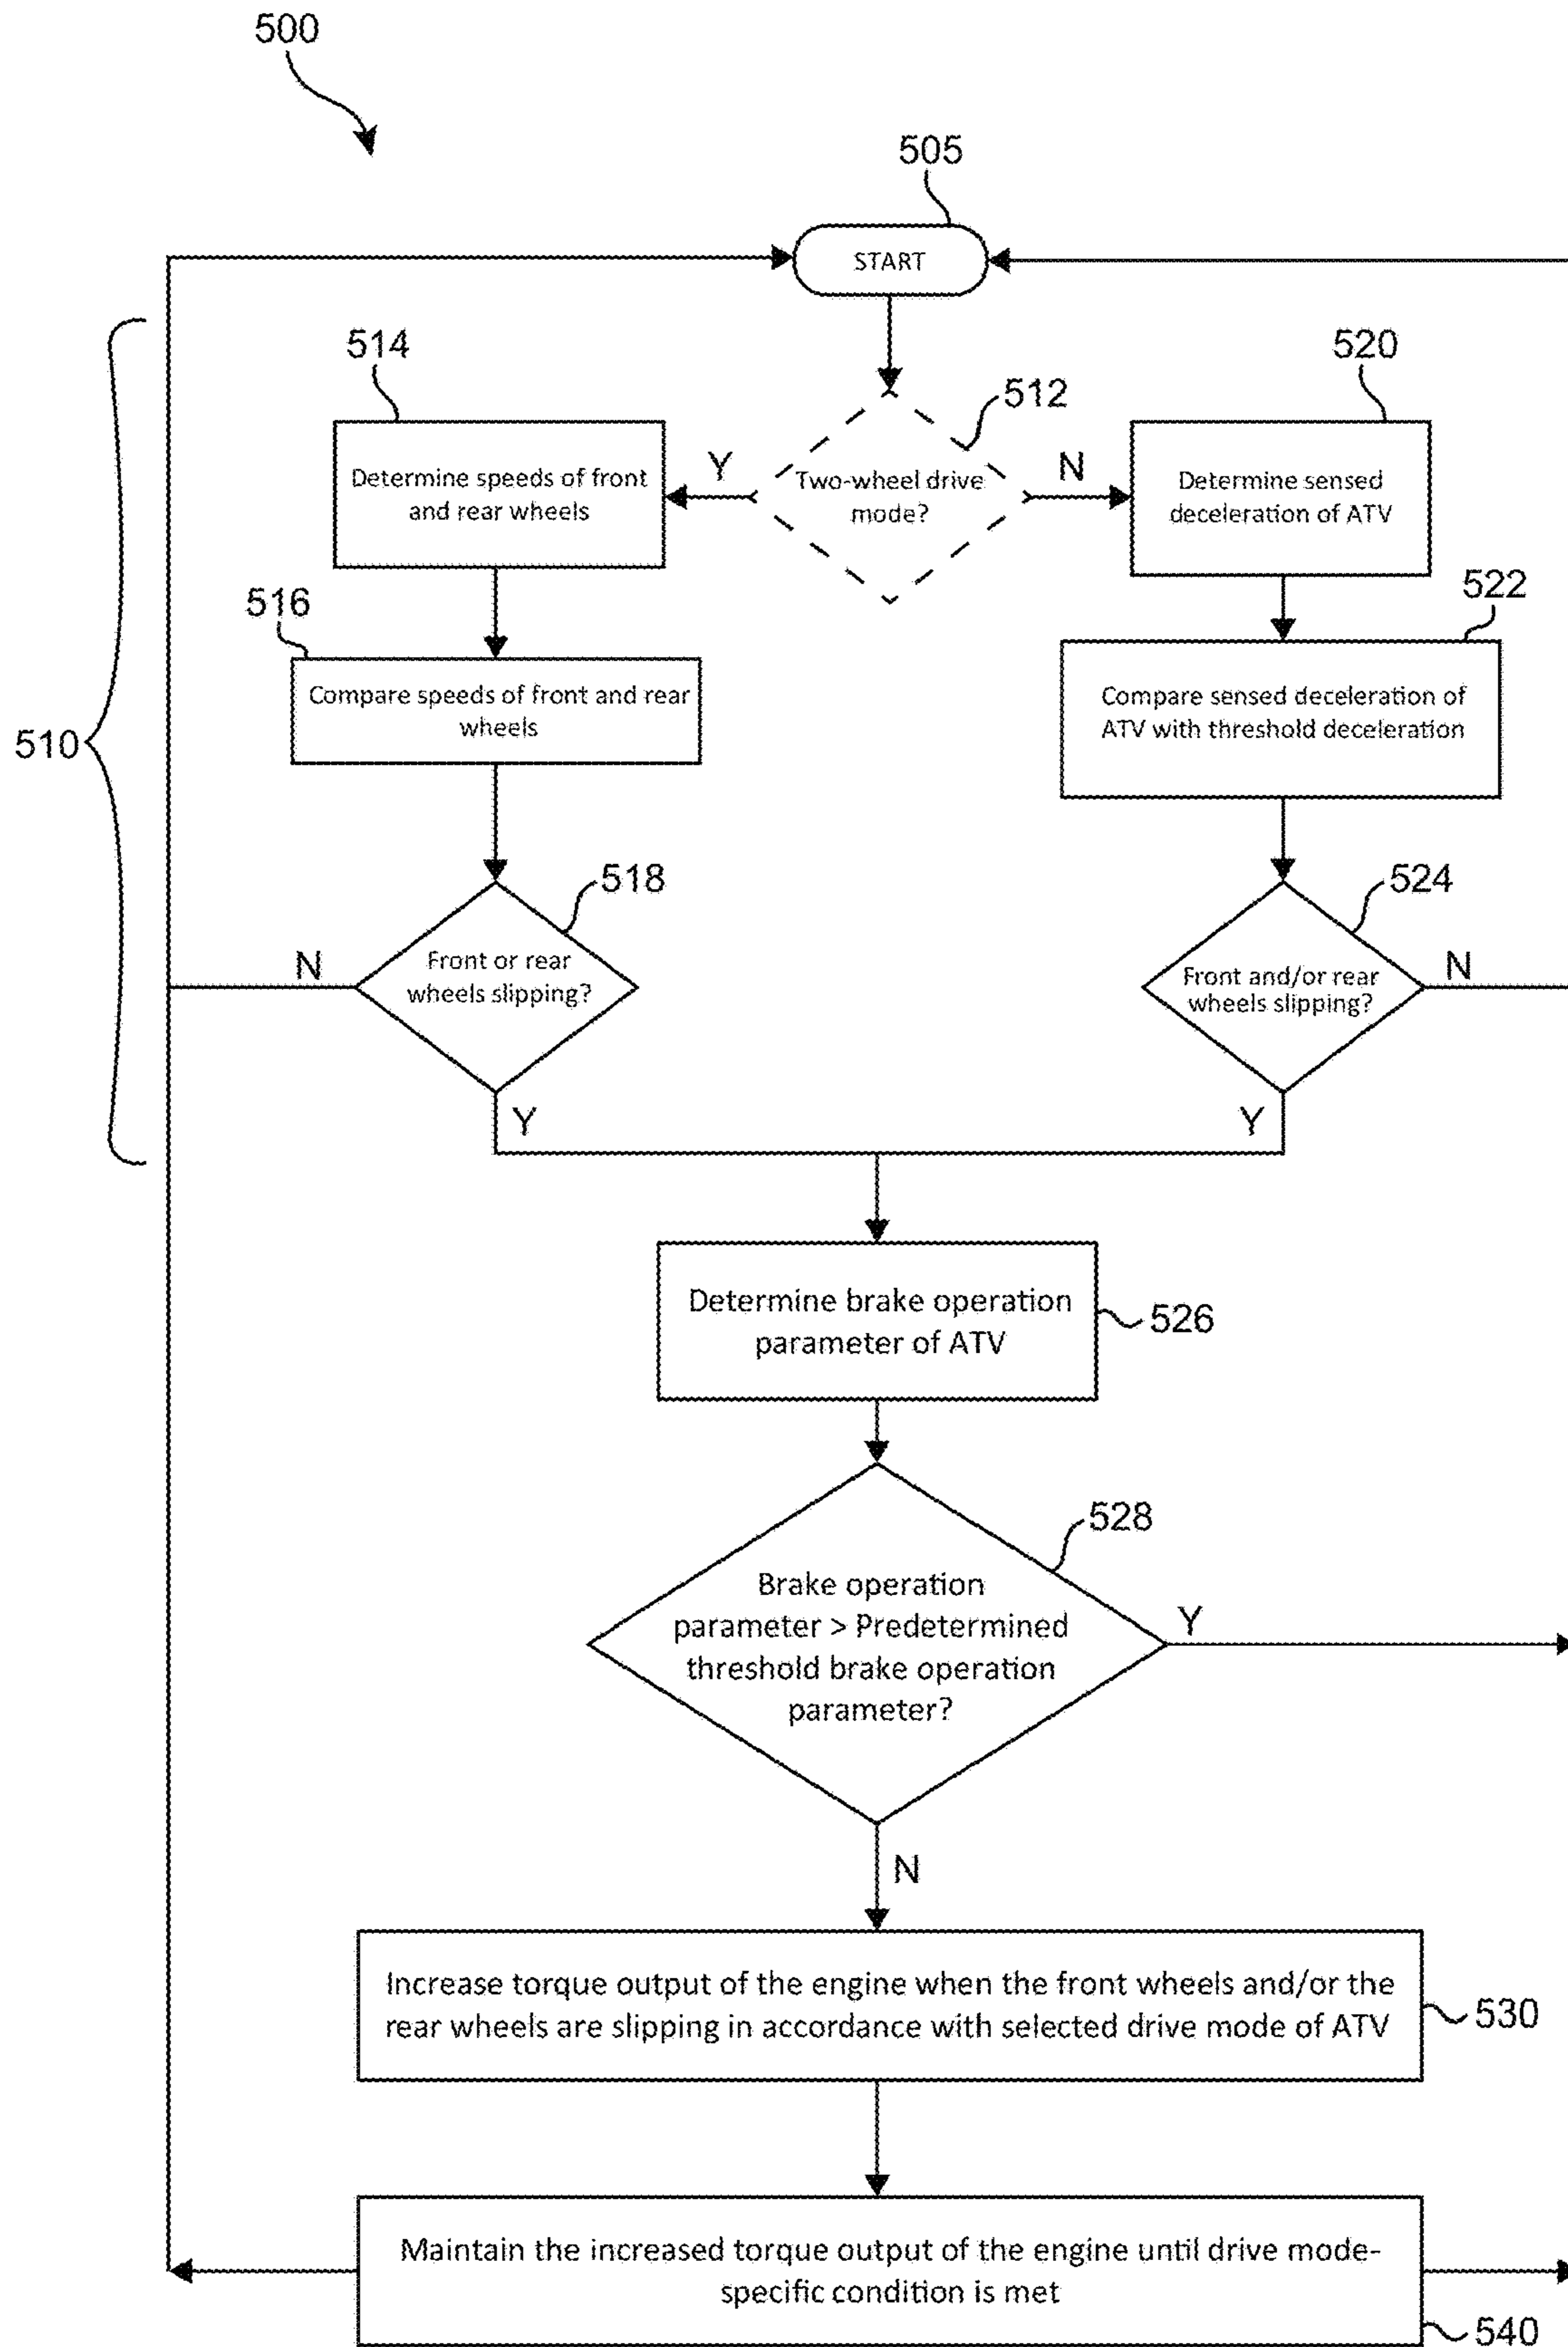 500
505
START
514
520
512
Determine speeds of front
and rear wheels
Y
Two-wheel drive
mode?
N
Determine sensed
deceleration of ATV
516
522
Compare speeds of front and rear
wheels
Compare sensed deceleration of
ATV with threshold deceleration
510
518
524
N
Front or rear
wheels slipping?
Front and/or rear
wheels slipping?
N
Y
Y
Determine brake operation
parameter of ATV
526
528
Brake operation
parameter > Predetermined
threshold brake operation
parameter?
Y
N
Increase torque output of the engine when the front wheels and/or the
rear wheels are slipping in accordance with selected drive mode of ATV
530
Maintain the increased torque output of the engine until drive mode-
specific condition is met
540